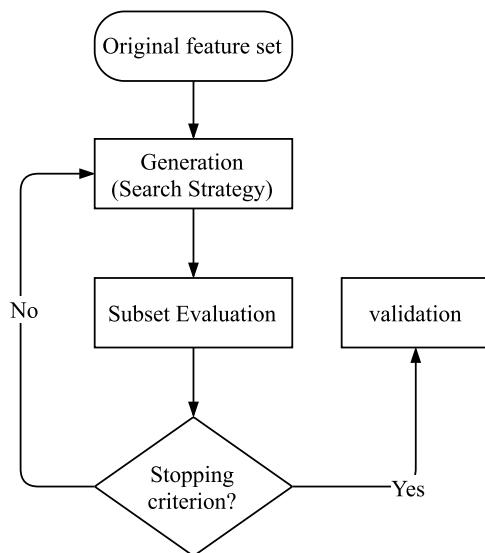 Original feature set
Generation
(Search Strategy)
No
Subset Evaluation
validation
Stopping
criterion?
Yes